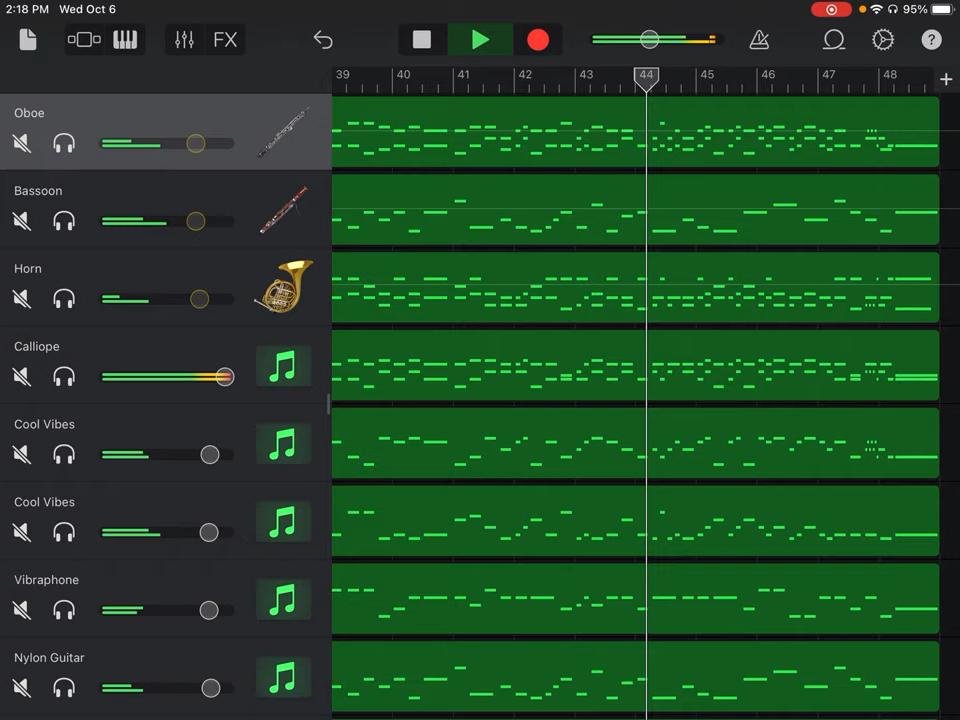 2:18 PM Wed Oct 6 95%
FX ?
39 40 41 42 43 44 45 46 47 48 +
Oboe
Bassoon
Horn
Calliope
Cool Vibes
Cool Vibes
Vibraphone
Nylon Guitar